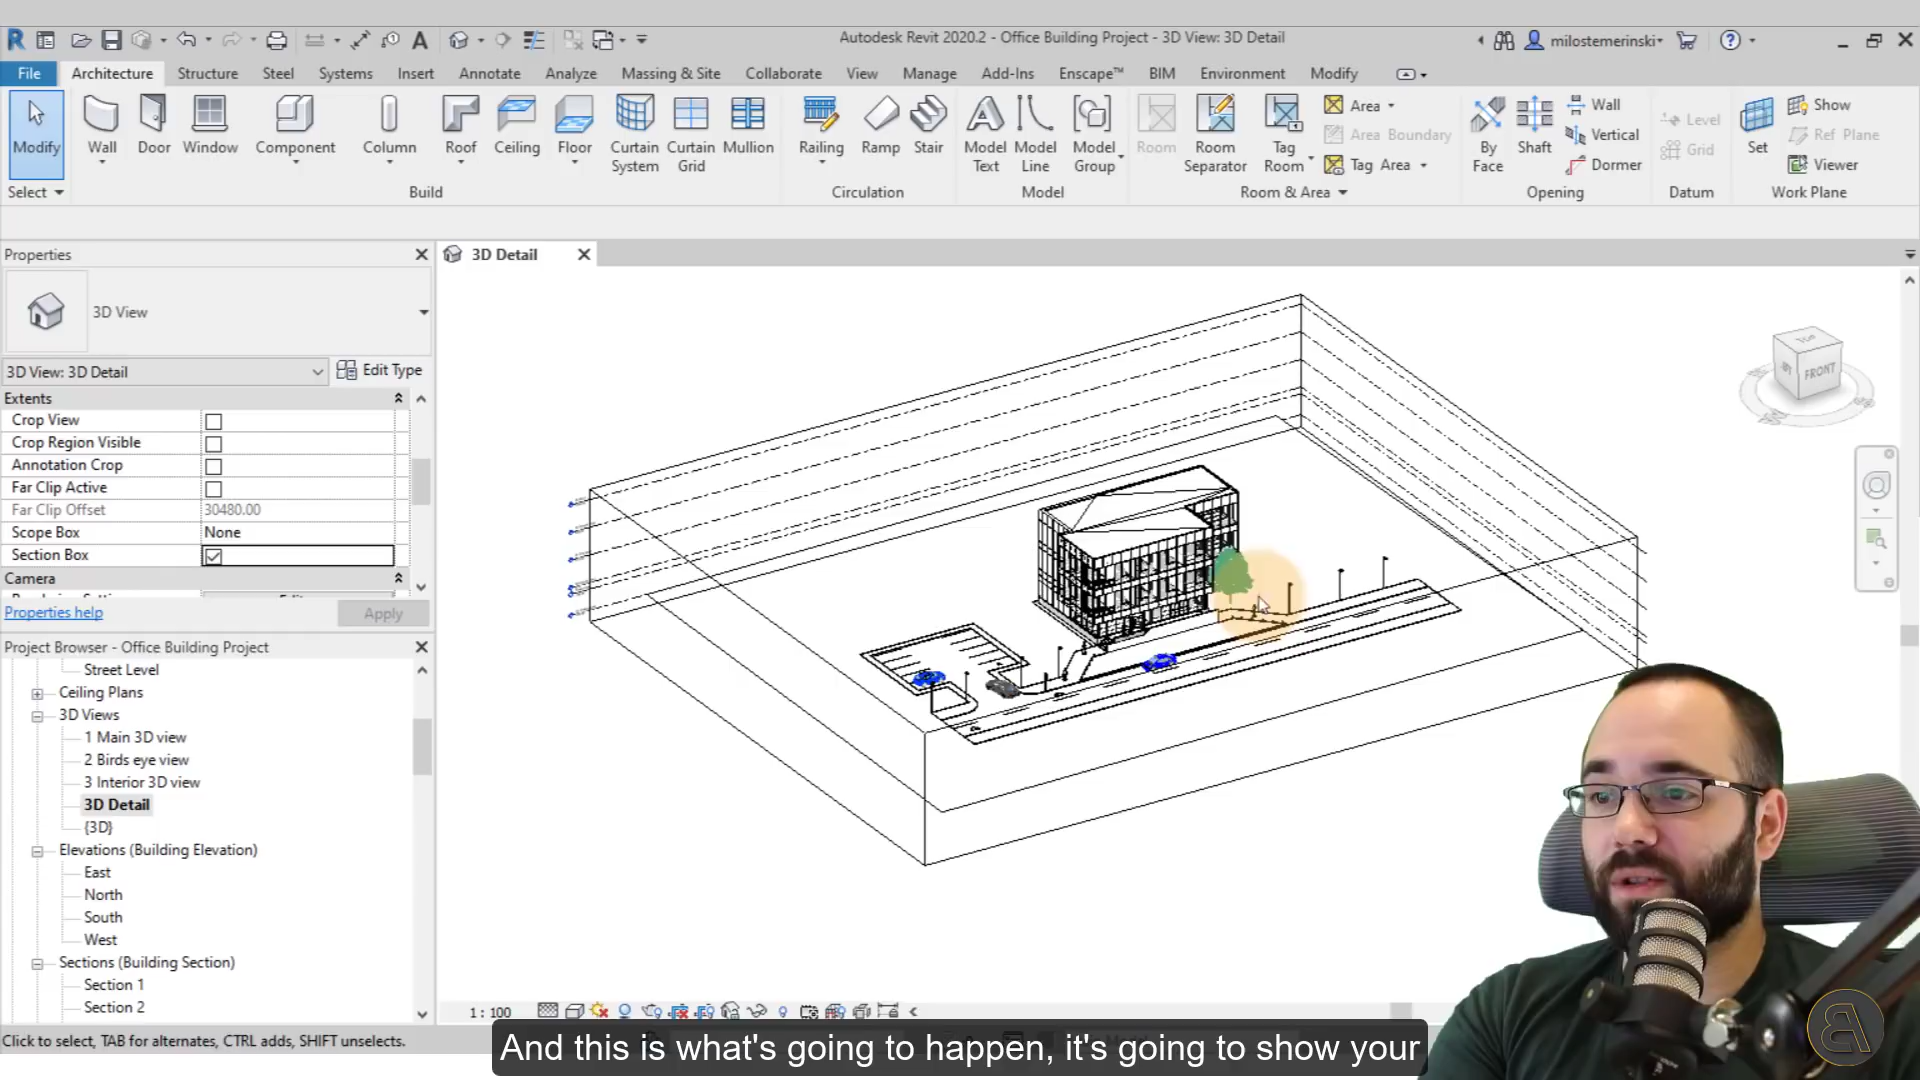 Autodesk Revit 2020.2 - Office Building Project - 3D View: 3D Detail
milostemerinski
File Architecture Structure Steel Systems Insert Annotate Analyze Massing & Site Collaborate View Manage Add-Ins Enscape™ BIM Environment Modify
Modify
Wall
Door
Window
Component
Column
Roof
Ceiling
Floor
Curtain
System
Curtain
Grid
Mullion
Railing
Ramp
Stair
Model
Text
Model
Line
Model
Group
Room
Room
Separator
Tag
Room
Area
Area Boundary
Tag Area
By
Face
Shaft
Wall
Vertical
Dormer
Level
Grid
Set
Show
Ref Plane
Viewer
Select Build Circulation Model Room & Area Opening Datum Work Plane
Properties
3D Detail
3D View
3D View: 3D Detail
Edit Type
Extents
Crop View
Crop Region Visible
Annotation Crop
Far Clip Active
Far Clip Offset 30480.00
Scope Box None
Section Box
Camera
Properties help
Apply
Project Browser - Office Building Project
Street Level
Ceiling Plans
3D Views
1 Main 3D view
2 Birds eye view
3 Interior 3D view
3D Detail
{3D}
Elevations (Building Elevation)
East
North
South
West
Sections (Building Section)
Section 1
Section 2
TOP
FRONT
1 : 100
Click to select, TAB for alternates, CTRL adds, SHIFT unselects.
And this is what's going to happen, it's going to show your